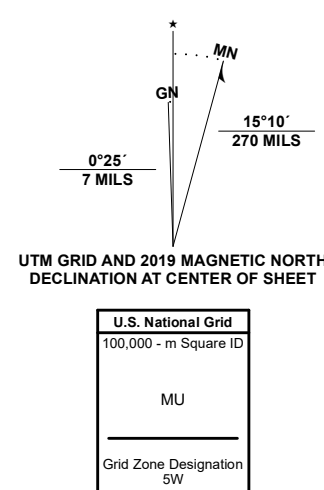 ★
MN
GN
15°10´
270 MILS
0°25´
7 MILS
UTM GRID AND 2019 MAGNETIC NORTH
DECLINATION AT CENTER OF SHEET
U.S. National Grid
100,000 - m Square ID
MU
Grid Zone Designation
5W